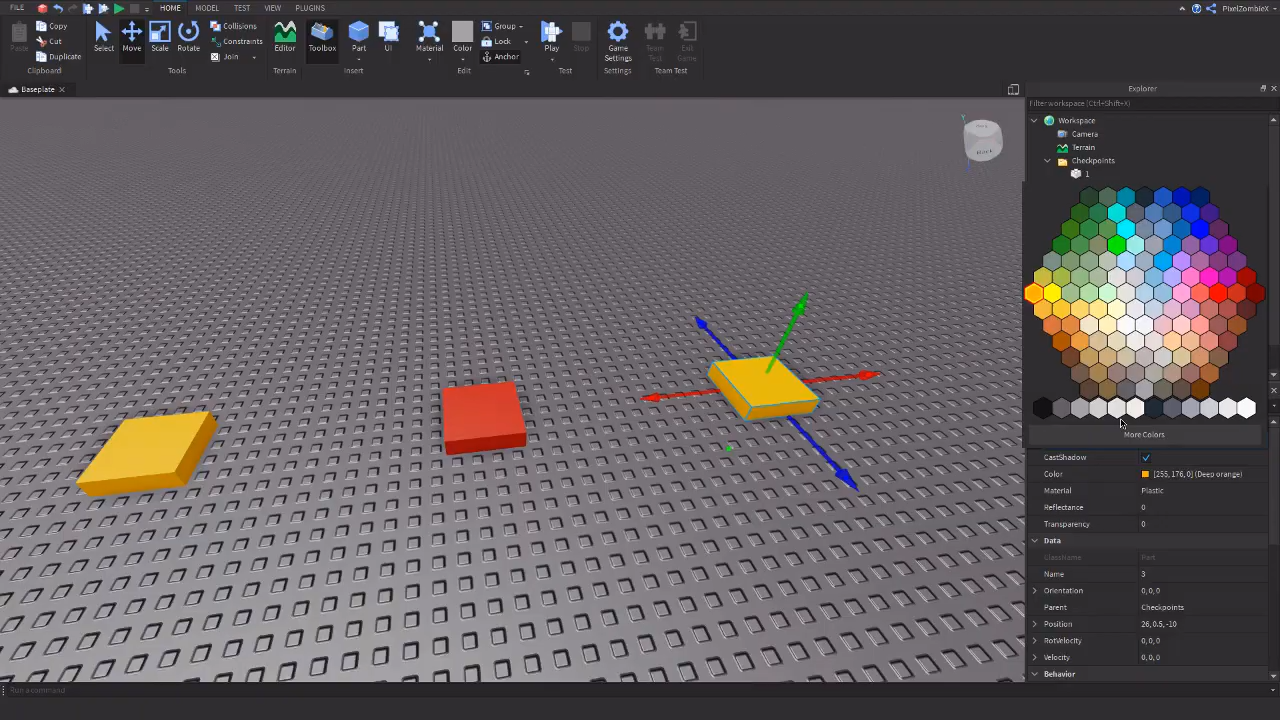 FILE HOME MODEL TEST VIEW PLUGINS PixelZombieX
Paste Copy Cut Duplicate Select Move Scale Rotate Collisions Constraints Join Editor Toolbox Part UI Material Color Group Lock Anchor Play Stop Game Settings Team Test Exit Game
Clipboard Tools Terrain Insert Edit Test Settings Team Test
Baseplate
Explorer
Filter workspace (Ctrl+Shift+X)
Workspace
Camera
Terrain
Checkpoints
1
Back
More Colors
CastShadow
Color [255,176,0] (Deep orange)
Material Plastic
Reflectance 0
Transparency 0
Data
ClassName Part
Name 3
Orientation 0,0,0
Parent Checkpoints
Position 26,0.5,-10
RotVelocity 0,0,0
Velocity 0,0,0
Behavior
Run a command